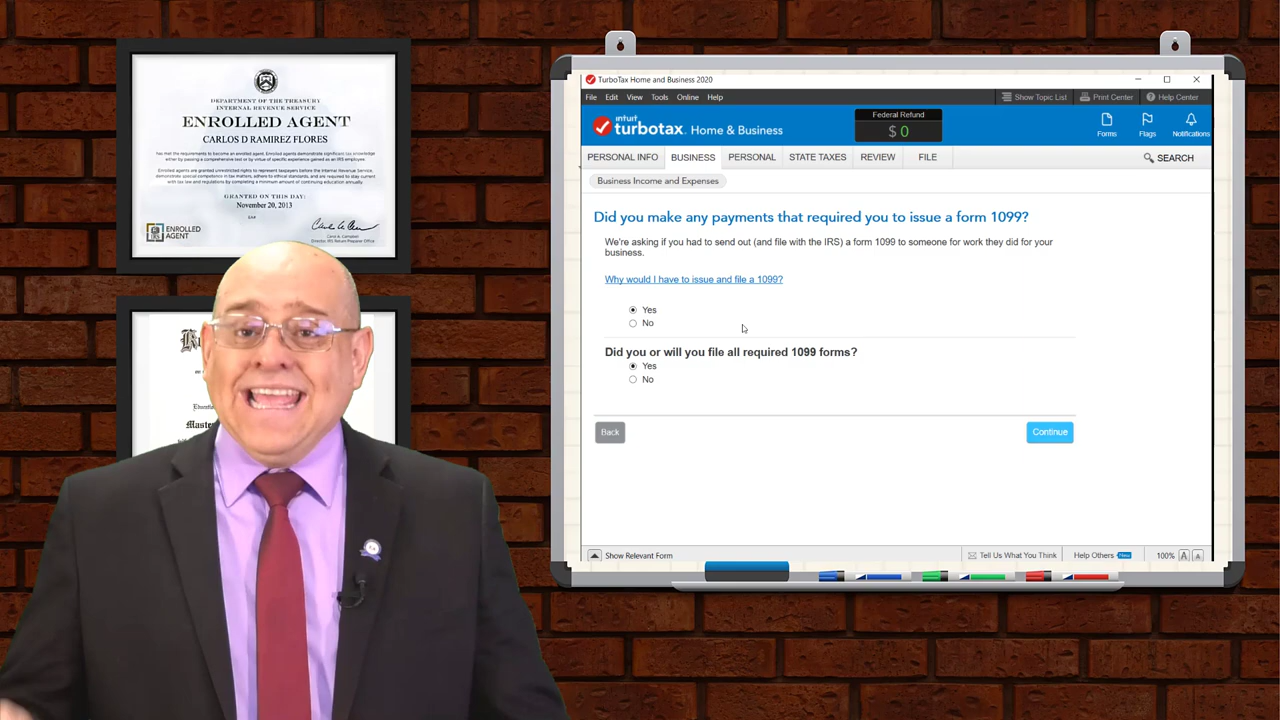 DEPARTMENT OF THE TREASURY
INTERNAL REVENUE SERVICE
ENROLLED AGENT
CARLOS D RAMIREZ FLORES
GRANTED ON THIS DAY:
November 20, 2013
ENROLLED
AGENT
Director, IRS Return Preparer Office
TurboTax Home and Business 2020
File Edit View Tools Online Help
Show Topic List Print Center Help Center
intuit
turbotax. Home & Business
Federal Refund
$ 0
Forms Flags Notifications
PERSONAL INFO BUSINESS PERSONAL STATE TAXES REVIEW FILE SEARCH
Business Income and Expenses
Did you make any payments that required you to issue a form 1099?
We're asking if you had to send out (and file with the IRS) a form 1099 to someone for work they did for your
business.
Why would I have to issue and file a 1099?
Yes
No
Did you or will you file all required 1099 forms?
Yes
No
Back Continue
Show Relevant Form Tell Us What You Think Help Others New 100% A A